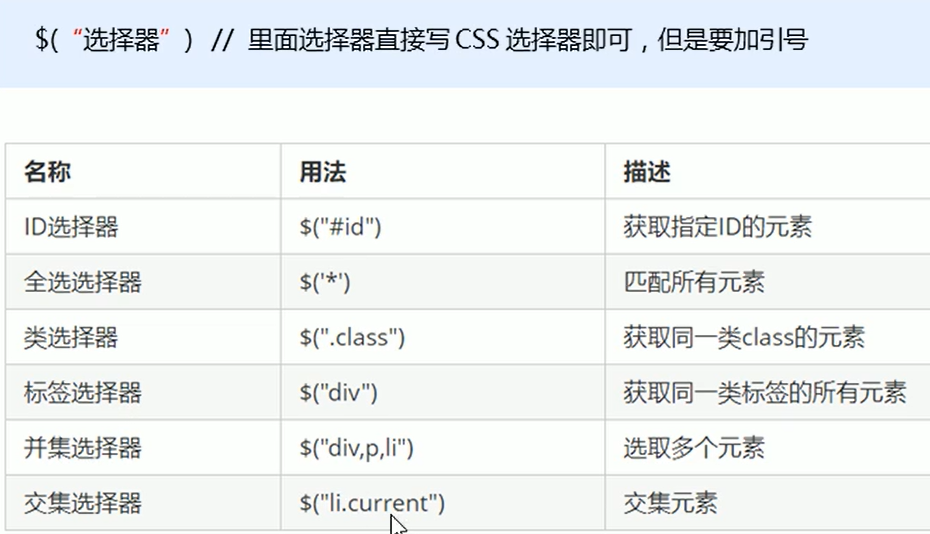 $( “选择器” )  //  里面选择器直接写 CSS 选择器即可，但是要加引号
名称 用法 描述
ID选择器 $("#id") 获取指定ID的元素
全选选择器 $('*') 匹配所有元素
类选择器 $(".class") 获取同一类class的元素
标签选择器 $("div") 获取同一类标签的所有元素
并集选择器 $("div,p,li") 选取多个元素
交集选择器 $("li.current") 交集元素